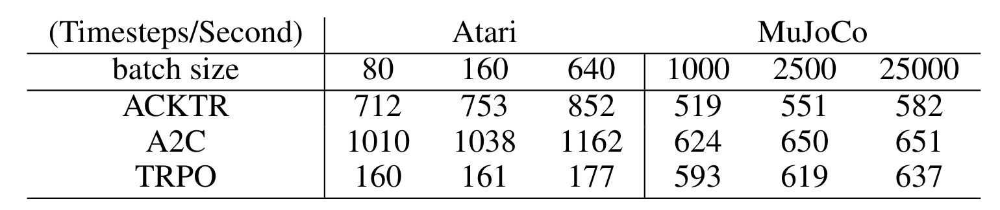 (Timesteps/Second) Atari MuJoCo
batch size 80 160 640 1000 2500 25000
ACKTR 712 753 852 519 551 582
A2C 1010 1038 1162 624 650 651
TRPO 160 161 177 593 619 637